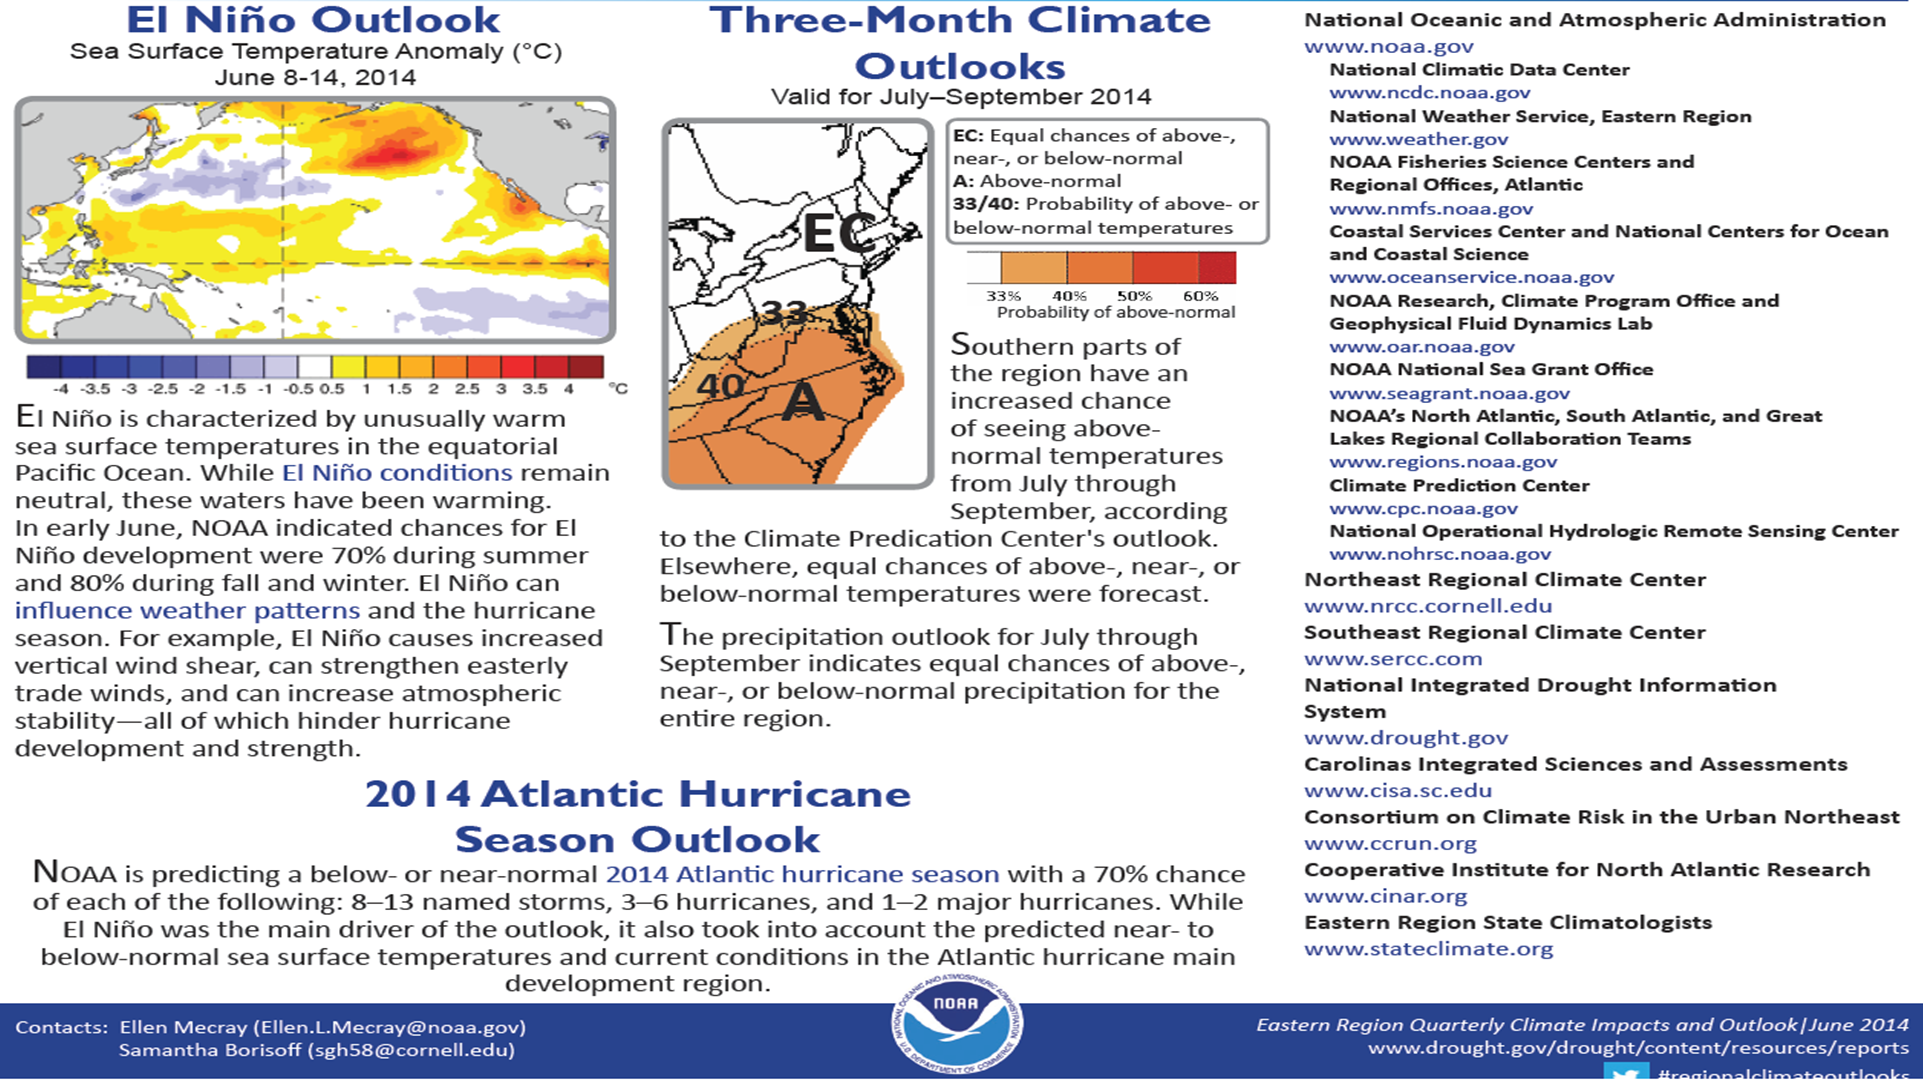 El Niño Outlook
Sea Surface Temperature Anomaly (°C)
June 8-14, 2014
-4 -3.5 -3 -2.5 -2 -1.5 -1 -0.5 0.5 1 1.5 2 2.5 3 3.5 4 °C
El Niño is characterized by unusually warm
sea surface temperatures in the equatorial
Pacific Ocean. While El Niño conditions remain
neutral, these waters have been warming.
In early June, NOAA indicated chances for El
Niño development were 70% during summer
and 80% during fall and winter. El Niño can
influence weather patterns and the hurricane
season. For example, El Niño causes increased
vertical wind shear, can strengthen easterly
trade winds, and can increase atmospheric
stability—all of which hinder hurricane
development and strength.
Three-Month Climate
Outlooks
Valid for July–September 2014
EC
33
40
A
EC: Equal chances of above-,
near-, or below-normal
A: Above-normal
33/40: Probability of above- or
below-normal temperatures
33% 40% 50% 60%
Probability of above-normal
Southern parts of
the region have an
increased chance
of seeing above-
normal temperatures
from July through
September, according
to the Climate Predication Center's outlook.
Elsewhere, equal chances of above-, near-, or
below-normal temperatures were forecast.
The precipitation outlook for July through
September indicates equal chances of above-,
near-, or below-normal precipitation for the
entire region.
2014 Atlantic Hurricane
Season Outlook
NOAA is predicting a below- or near-normal 2014 Atlantic hurricane season with a 70% chance
of each of the following: 8–13 named storms, 3–6 hurricanes, and 1–2 major hurricanes. While
El Niño was the main driver of the outlook, it also took into account the predicted near- to
below-normal sea surface temperatures and current conditions in the Atlantic hurricane main
development region.
National Oceanic and Atmospheric Administration
www.noaa.gov
National Climatic Data Center
www.ncdc.noaa.gov
National Weather Service, Eastern Region
www.weather.gov
NOAA Fisheries Science Centers and
Regional Offices, Atlantic
www.nmfs.noaa.gov
Coastal Services Center and National Centers for Ocean
and Coastal Science
www.oceanservice.noaa.gov
NOAA Research, Climate Program Office and
Geophysical Fluid Dynamics Lab
www.oar.noaa.gov
NOAA National Sea Grant Office
www.seagrant.noaa.gov
NOAA's North Atlantic, South Atlantic, and Great
Lakes Regional Collaboration Teams
www.regions.noaa.gov
Climate Prediction Center
www.cpc.noaa.gov
National Operational Hydrologic Remote Sensing Center
www.nohrsc.noaa.gov
Northeast Regional Climate Center
www.nrcc.cornell.edu
Southeast Regional Climate Center
www.sercc.com
National Integrated Drought Information
System
www.drought.gov
Carolinas Integrated Sciences and Assessments
www.cisa.sc.edu
Consortium on Climate Risk in the Urban Northeast
www.ccrun.org
Cooperative Institute for North Atlantic Research
www.cinar.org
Eastern Region State Climatologists
www.stateclimate.org
Contacts: Ellen Mecray (Ellen.L.Mecray@noaa.gov)
Samantha Borisoff (sgh58@cornell.edu)
NATIONAL OCEANIC AND ATMOSPHERIC ADMINISTRATION
NOAA
U.S. DEPARTMENT OF COMMERCE
Eastern Region Quarterly Climate Impacts and Outlook|June 2014
www.drought.gov/drought/content/resources/reports
#regionalclimateoutlooks